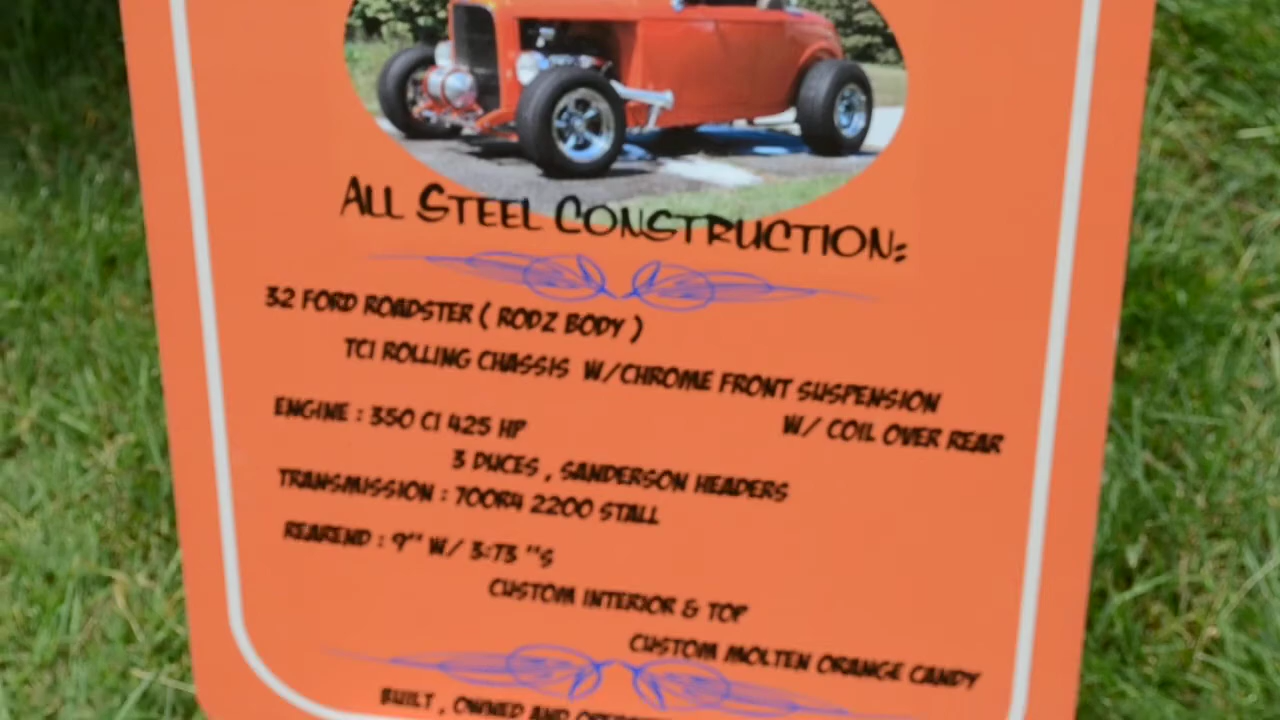 ALL STEEL CONSTRUCTION:
32 FORD ROADSTER ( RODZ BODY )
TCI ROLLING CHASSIS W/CHROME FRONT SUSPENSION
W/ COIL OVER REAR
ENGINE : 350 CI 425 HP
3 DUCES , SANDERSON HEADERS
TRANSMISSION : 700R4 2200 STALL
REAREND : 9" W/ 3:73 "S
CUSTOM INTERIOR & TOP
CUSTOM MOLTEN ORANGE CANDY
BUILT , OWNED AND